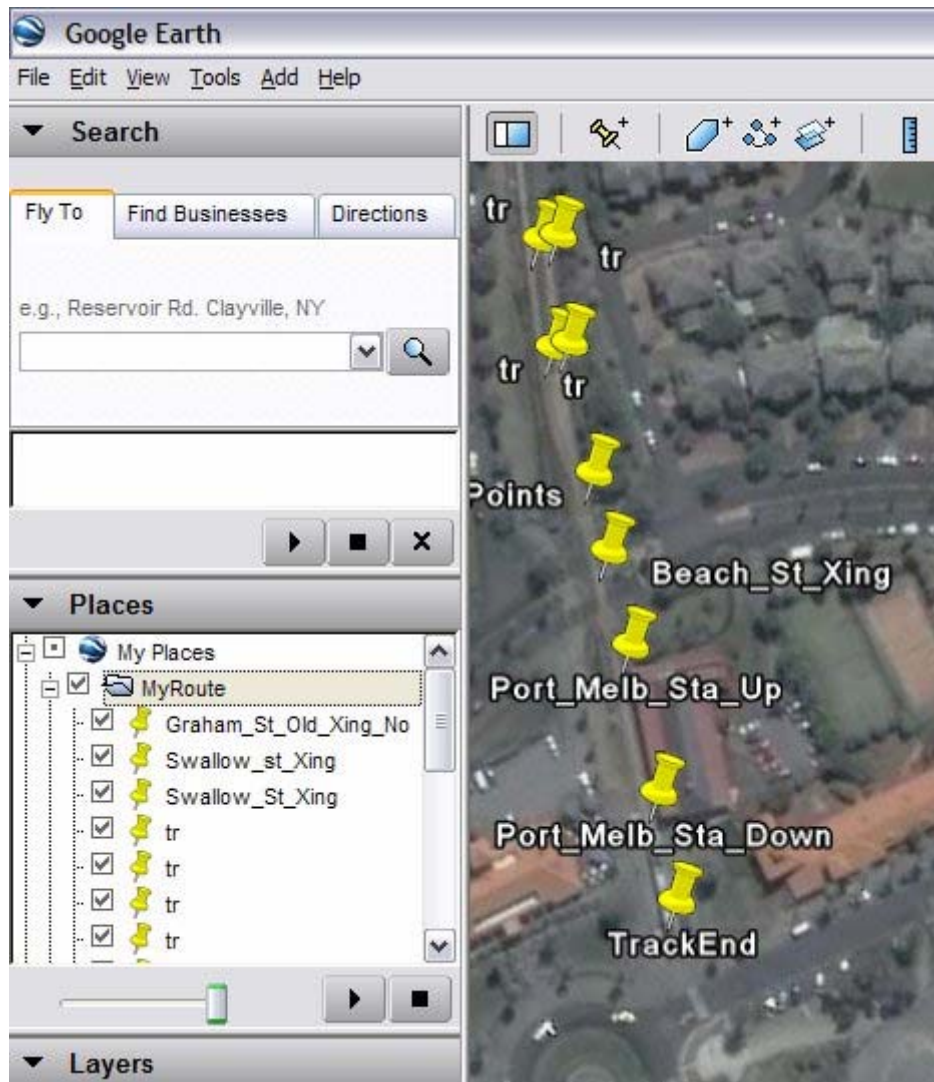 Google Earth
File Edit View Tools Add Help
Search
Fly To Find Businesses Directions
e.g., Reservoir Rd. Clayville, NY
Places
My Places
MyRoute
Graham_St_Old_Xing_No
Swallow_st_Xing
Swallow_St_Xing
tr
tr
tr
tr
Layers
tr
tr
tr
tr
Points
Beach_St_Xing
Port_Melb_Sta_Up
Port_Melb_Sta_Down
TrackEnd